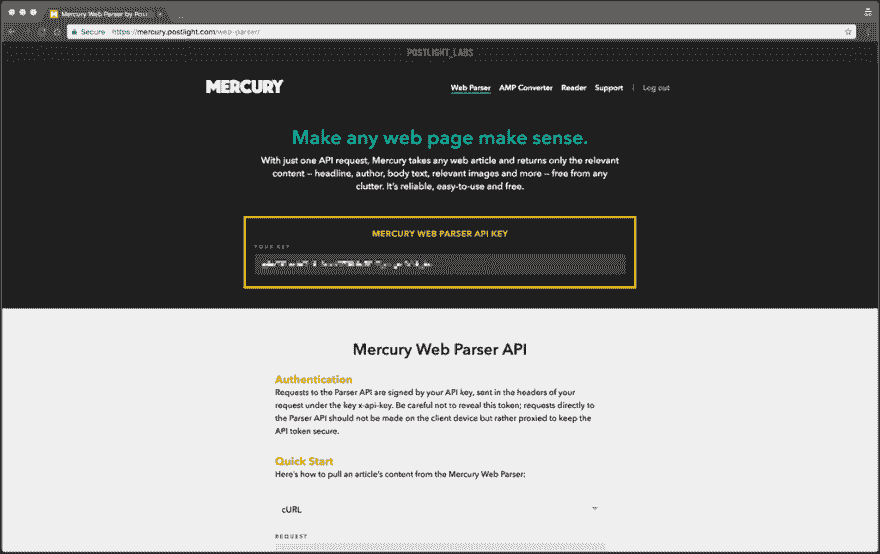 Mercury Web Parser by Post
Secure https://mercury.postlight.com/web-parser/
POSTLIGHT_LABS
MERCURY
Web Parser AMP Converter Reader Support | Log out
Make any web page make sense.
With just one API request, Mercury takes any web article and returns only the relevant
content – headline, author, body text, relevant images and more – free from any
clutter. It's reliable, easy-to-use and free.
MERCURY WEB PARSER API KEY
YOUR KEY
Mercury Web Parser API
Authentication
Requests to the Parser API are signed by your API key, sent in the headers of your
request under the key x-api-key. Be careful not to reveal this token; requests directly to
the Parser API should not be made on the client device but rather proxied to keep the
API token secure.
Quick Start
Here's how to pull an article's content from the Mercury Web Parser:
cURL
REQUEST